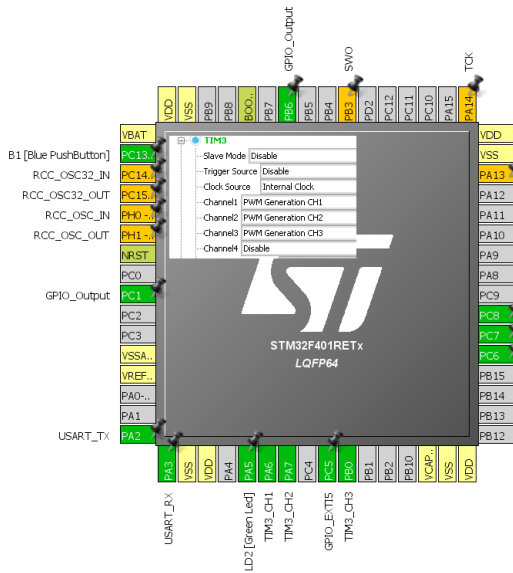 GPIO_Output
SWO
TCK
VDD
VSS
PB9
PB8
BOO..
PB7
PB6
PB5
PB4
PB3
PD2
PC12
PC11
PC10
PA15
PA14
VBAT
B1 [Blue PushButton]
PC13..
RCC_OSC32_IN
PC14..
RCC_OSC32_OUT
PC15..
RCC_OSC_IN
PH0 -..
RCC_OSC_OUT
PH1 -..
NRST
PC0
GPIO_Output
PC1
PC2
PC3
VSSA..
VREF..
PA0-..
PA1
USART_TX
PA2
TIM3
Slave Mode Disable
Trigger Source Disable
Clock Source Internal Clock
Channel1 PWM Generation CH1
Channel2 PWM Generation CH2
Channel3 PWM Generation CH3
Channel4 Disable
STM32F401RETx
LQFP64
VDD
VSS
PA13
PA12
PA11
PA10
PA9
PA8
PC9
PC8
PC7
PC6
PB15
PB14
PB13
PB12
PA3
VSS
VDD
PA4
PA5
PA6
PA7
PC4
PC5
PB0
PB1
PB2
PB10
VCAP..
VSS
VDD
USART_RX
LD2 [Green Led]
TIM3_CH1
TIM3_CH2
GPIO_EXTI5
TIM3_CH3